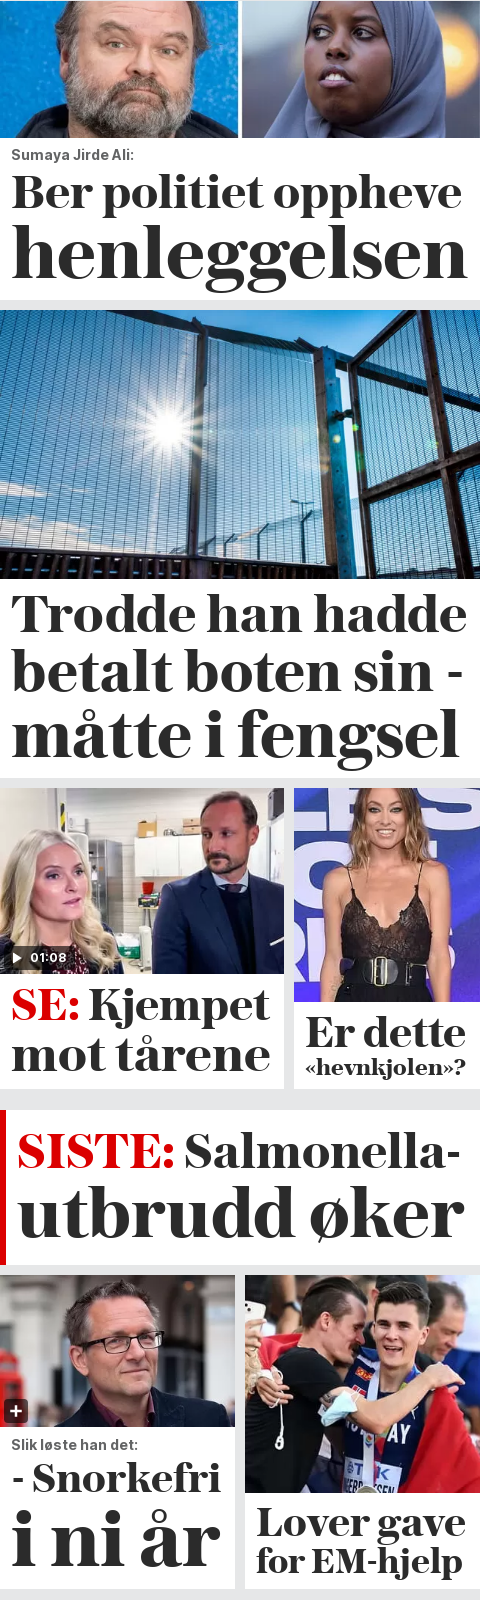 Sumaya Jirde Ali:
Ber politiet oppheve
henleggelsen
Trodde han hadde
betalt boten sin -
måtte i fengsel
01:08
SE: Kjempet
mot tårene
Er dette
«hevnkjolen»?
SISTE: Salmonella-
utbrudd øker
Slik løste han det:
- Snorkefri
i ni år
Lover gave
for EM-hjelp